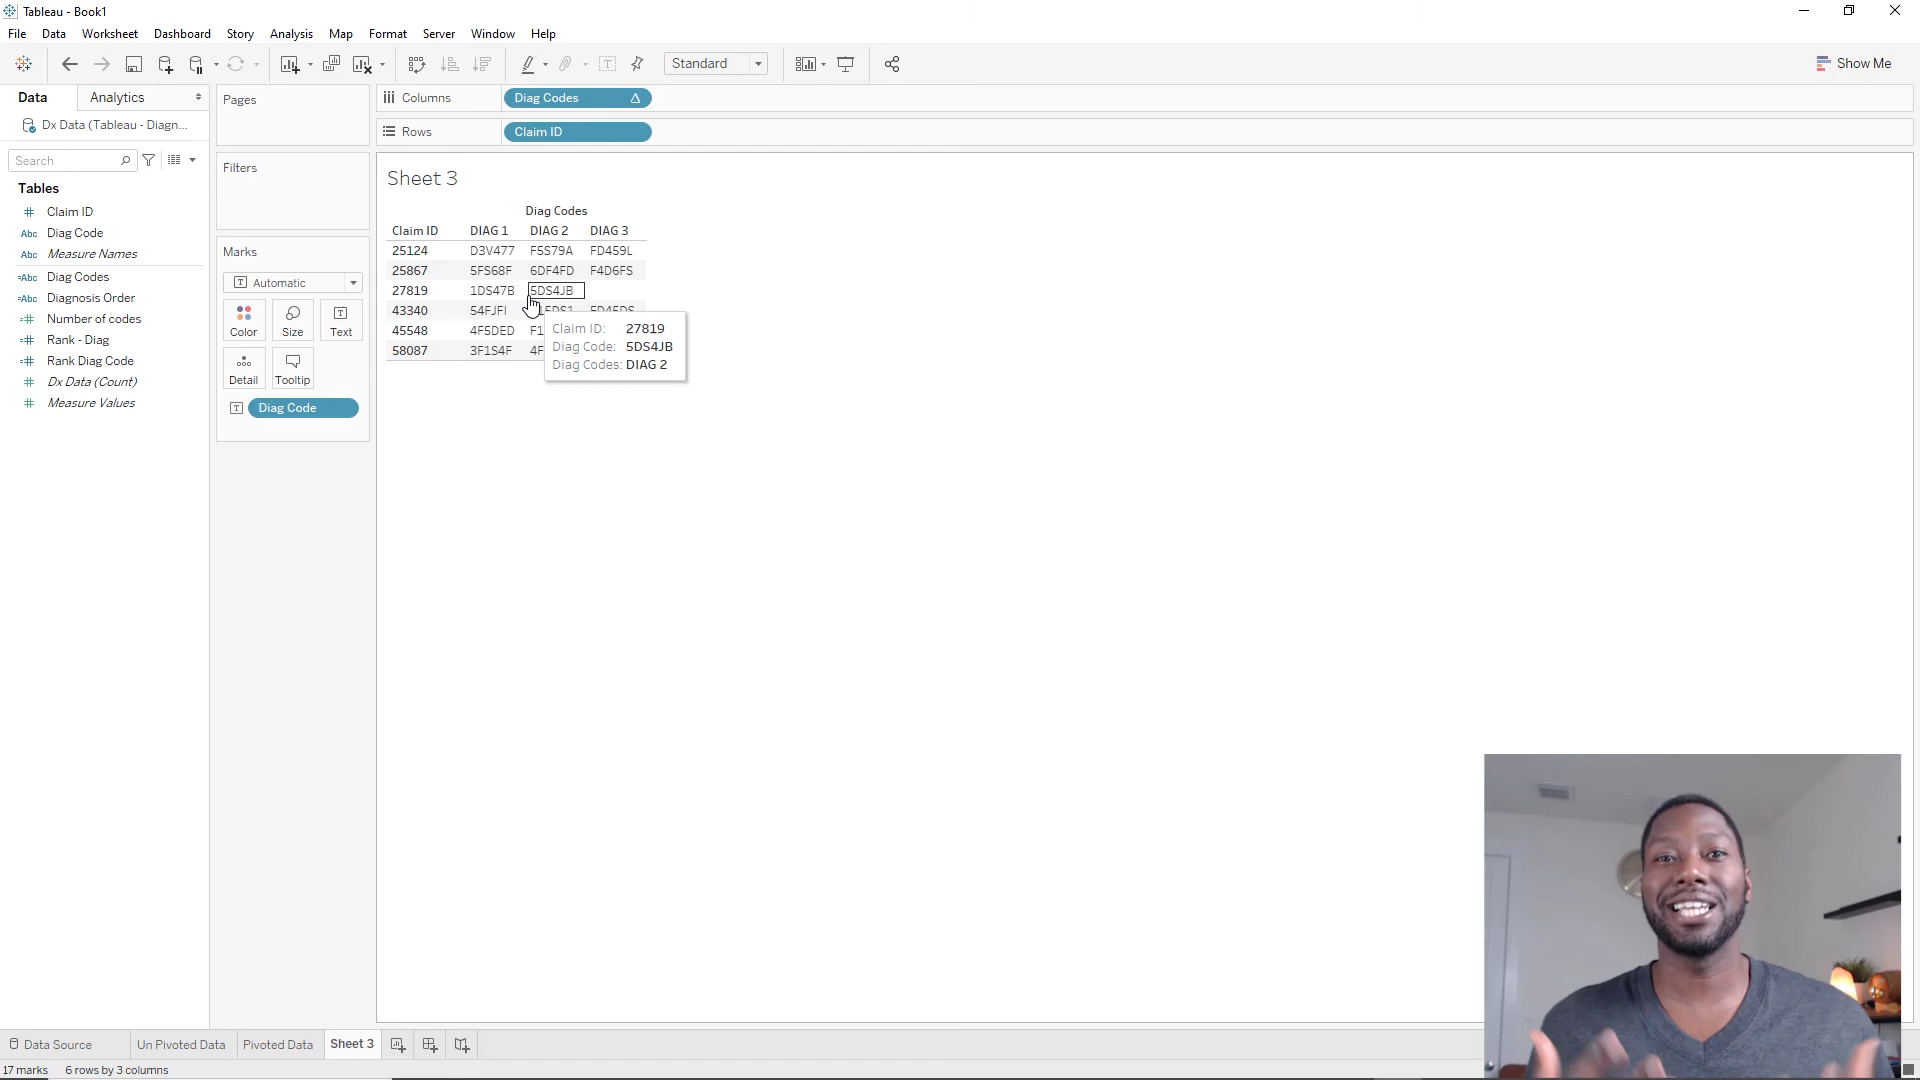 Tableau - Book1
File Data Worksheet Dashboard Story Analysis Map Format Server Window Help
Standard
Show Me
Data Analytics
Pages
Columns Diag Codes
Dx Data (Tableau - Diagn...
Rows Claim ID
Search
Filters
Tables
Sheet 3
Claim ID
Diag Code
Measure Names
Diag Codes
Diagnosis Order
Number of codes
Rank - Diag
Rank Diag Code
Dx Data (Count)
Measure Values
Marks
Automatic
Color Size Text
Detail Tooltip
Diag Code
Diag Codes
Claim ID DIAG 1 DIAG 2 DIAG 3
25124 D3V477 F5S79A FD459L
25867 5FS68F 6DF4FD F4D6FS
27819 1DS47B 5DS4JB
43340 54FJFI
45548 4F5DED F1
58087 3F1S4F 4F
Claim ID: 27819
Diag Code: 5DS4JB
Diag Codes: DIAG 2
Data Source Un Pivoted Data Pivoted Data Sheet 3
17 marks 6 rows by 3 columns